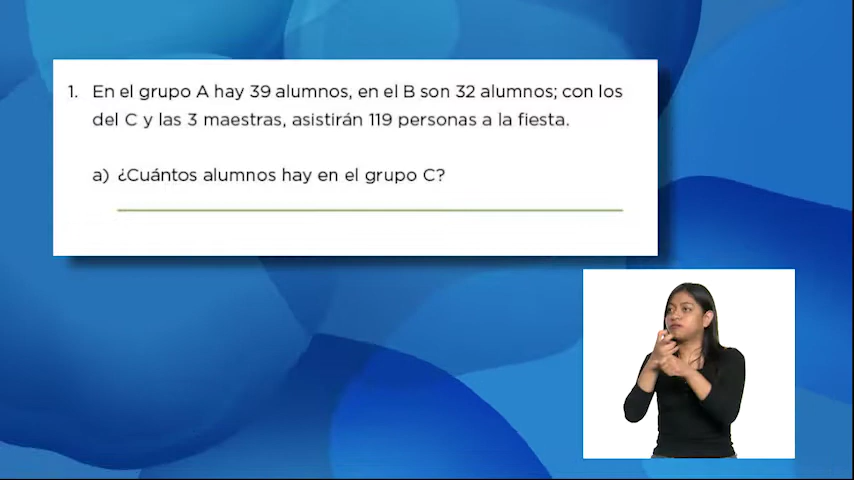 1. En el grupo A hay 39 alumnos, en el B son 32 alumnos; con los
del C y las 3 maestras, asistirán 119 personas a la fiesta.
a) ¿Cuántos alumnos hay en el grupo C?